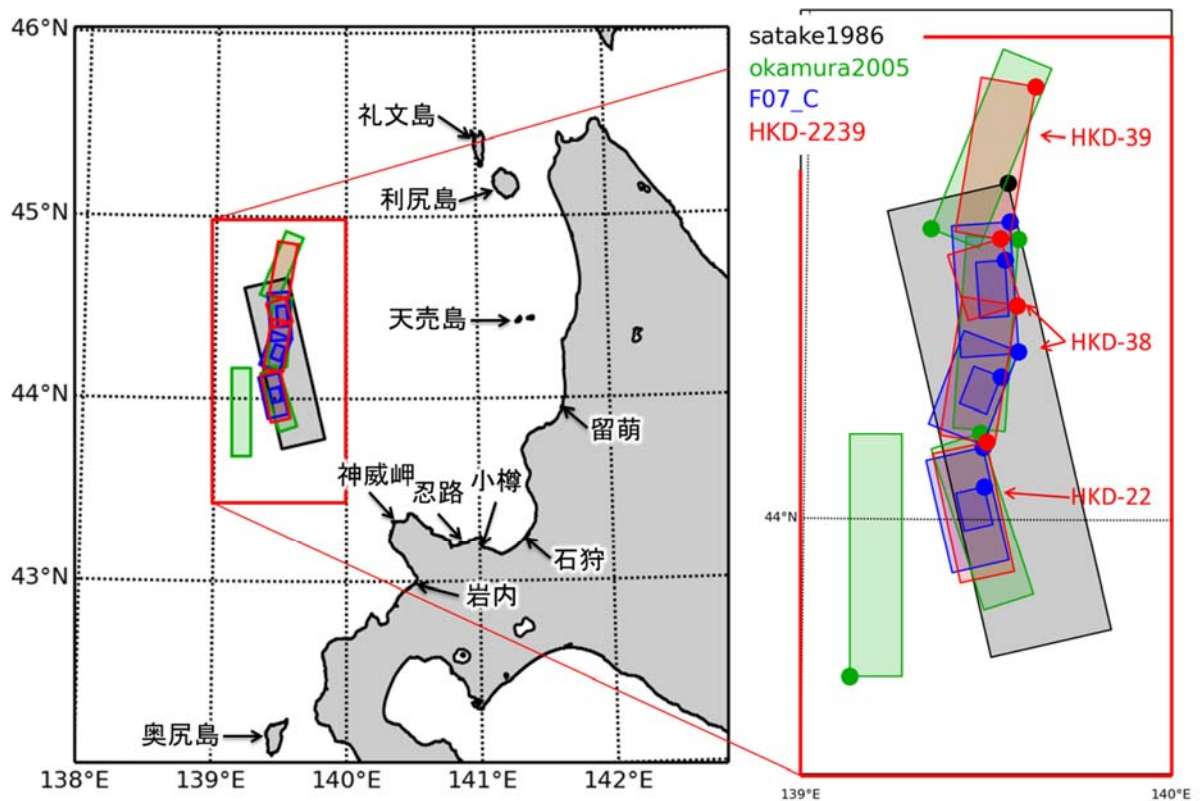 46°N
45°N
44°N
43°N
138°E
139°E
140°E
141°E
142°E
礼文島
利尻島
天売島
留萌
神威岬
忍路
小樽
石狩
岩内
奥尻島
satake1986
okamura2005
F07_C
HKD-2239
HKD-39
HKD-38
HKD-22
44°N
139°E
140°E